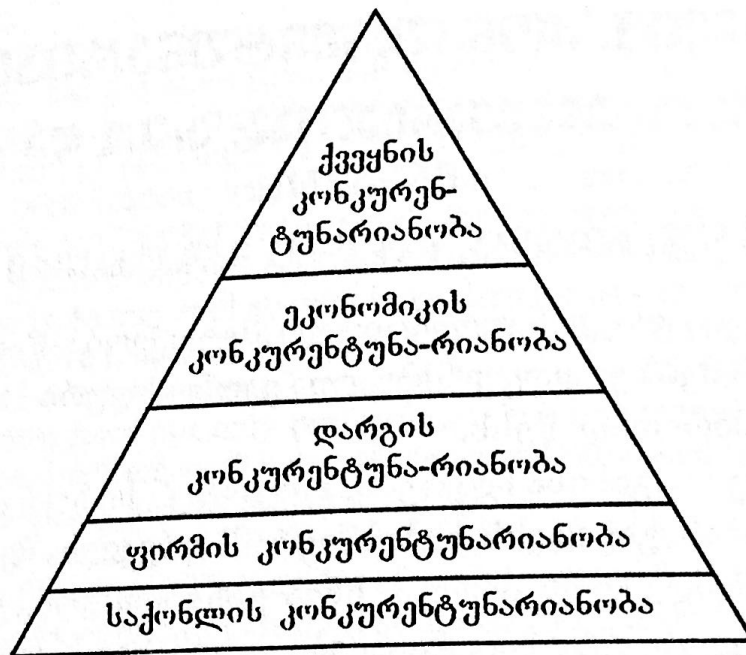 ქვეყნის
კონკურენ-
ტუნარიანობა
ეკონომიკის
კონკურენტუნა-რიანობა
დარგის
კონკურენტუნა-რიანობა
ფირმის კონკურენტუნარიანობა
საქონლის კონკურენტუნარიანობა